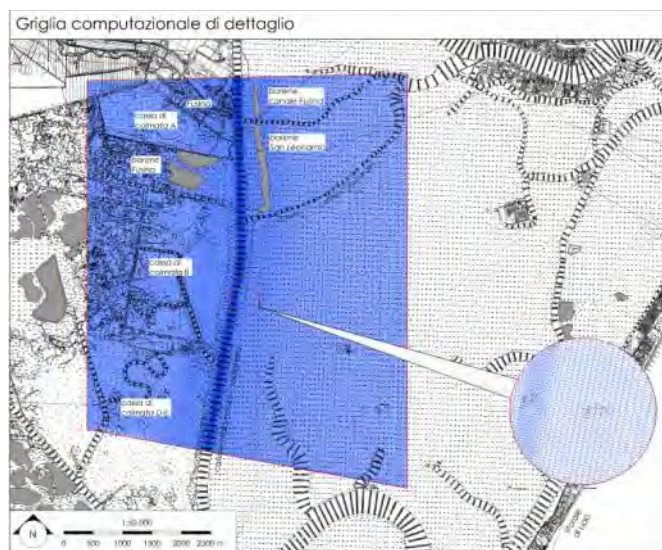 Griglia computazionale di dettaglio
Fusina
cassa di
colmata A
barene
canale Fusina
barene
San Leonardo
barene
Fusina
cassa di
colmata B
cassa di
colmata D-E
1:50.000
N
0 500 1000 1500 2000 2500 m